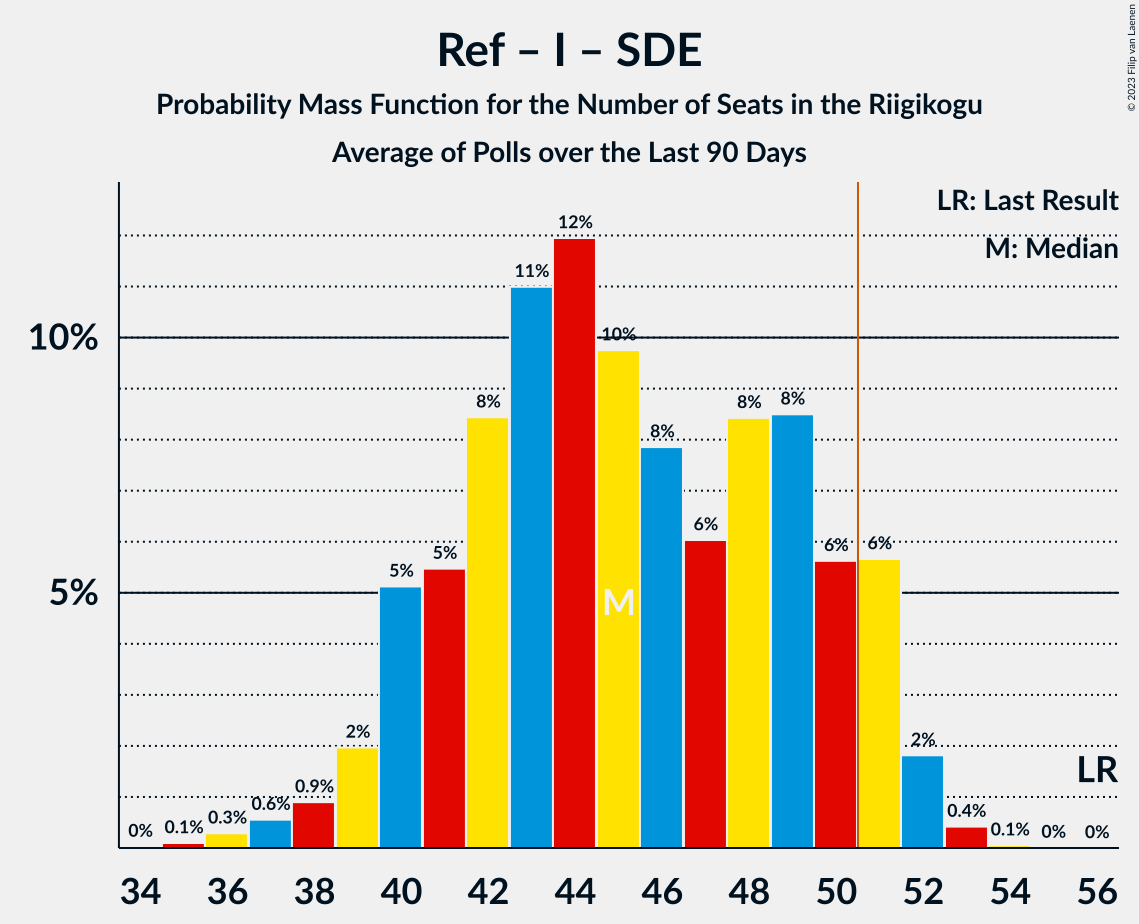 Ref – I – SDE
Probability Mass Function for the Number of Seats in the Riigikogu
Average of Polls over the Last 90 Days
© 2023 Filip van Laenen
LR: Last Result
M: Median
10%
5%
0%
0.1%
0.3%
0.6%
0.9%
2%
5%
5%
8%
11%
12%
10%
8%
6%
8%
8%
6%
6%
2%
0.4%
0.1%
0%
0%
M
LR
34 36 38 40 42 44 46 48 50 52 54 56